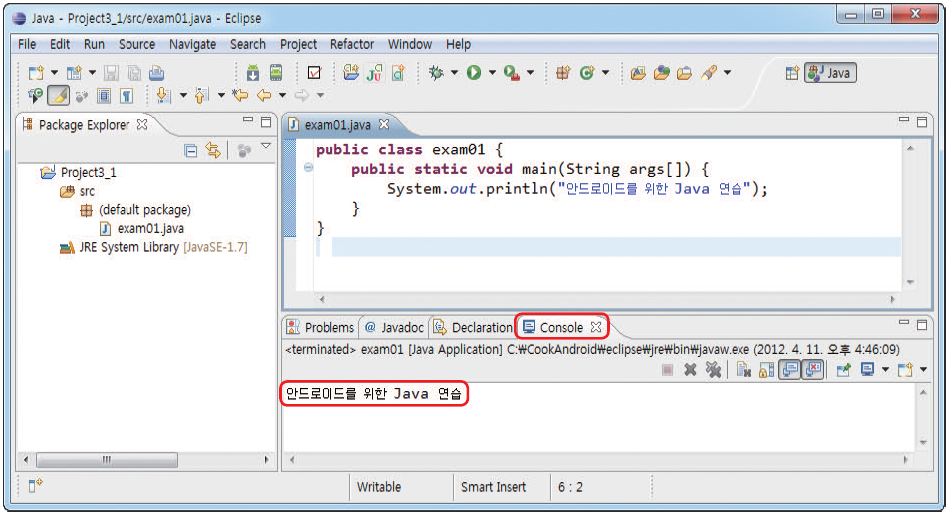 Java - Project3_1/src/exam01.java - Eclipse
File Edit Run Source Navigate Search Project Refactor Window Help
Java
Package Explorer
Project3_1
src
(default package)
exam01.java
JRE System Library [JavaSE-1.7]
exam01.java
public class exam01 {
public static void main(String args[]) {
System.out.println("안드로이드를 위한 Java 연습");
}
}
Problems @ Javadoc Declaration Console
<terminated> exam01 [Java Application] C:₩CookAndroid₩eclipse₩jre₩bin₩javaw.exe (2012. 4. 11. 오후 4:46:09)
안드로이드를 위한 Java 연습
Writable Smart Insert 6 : 2